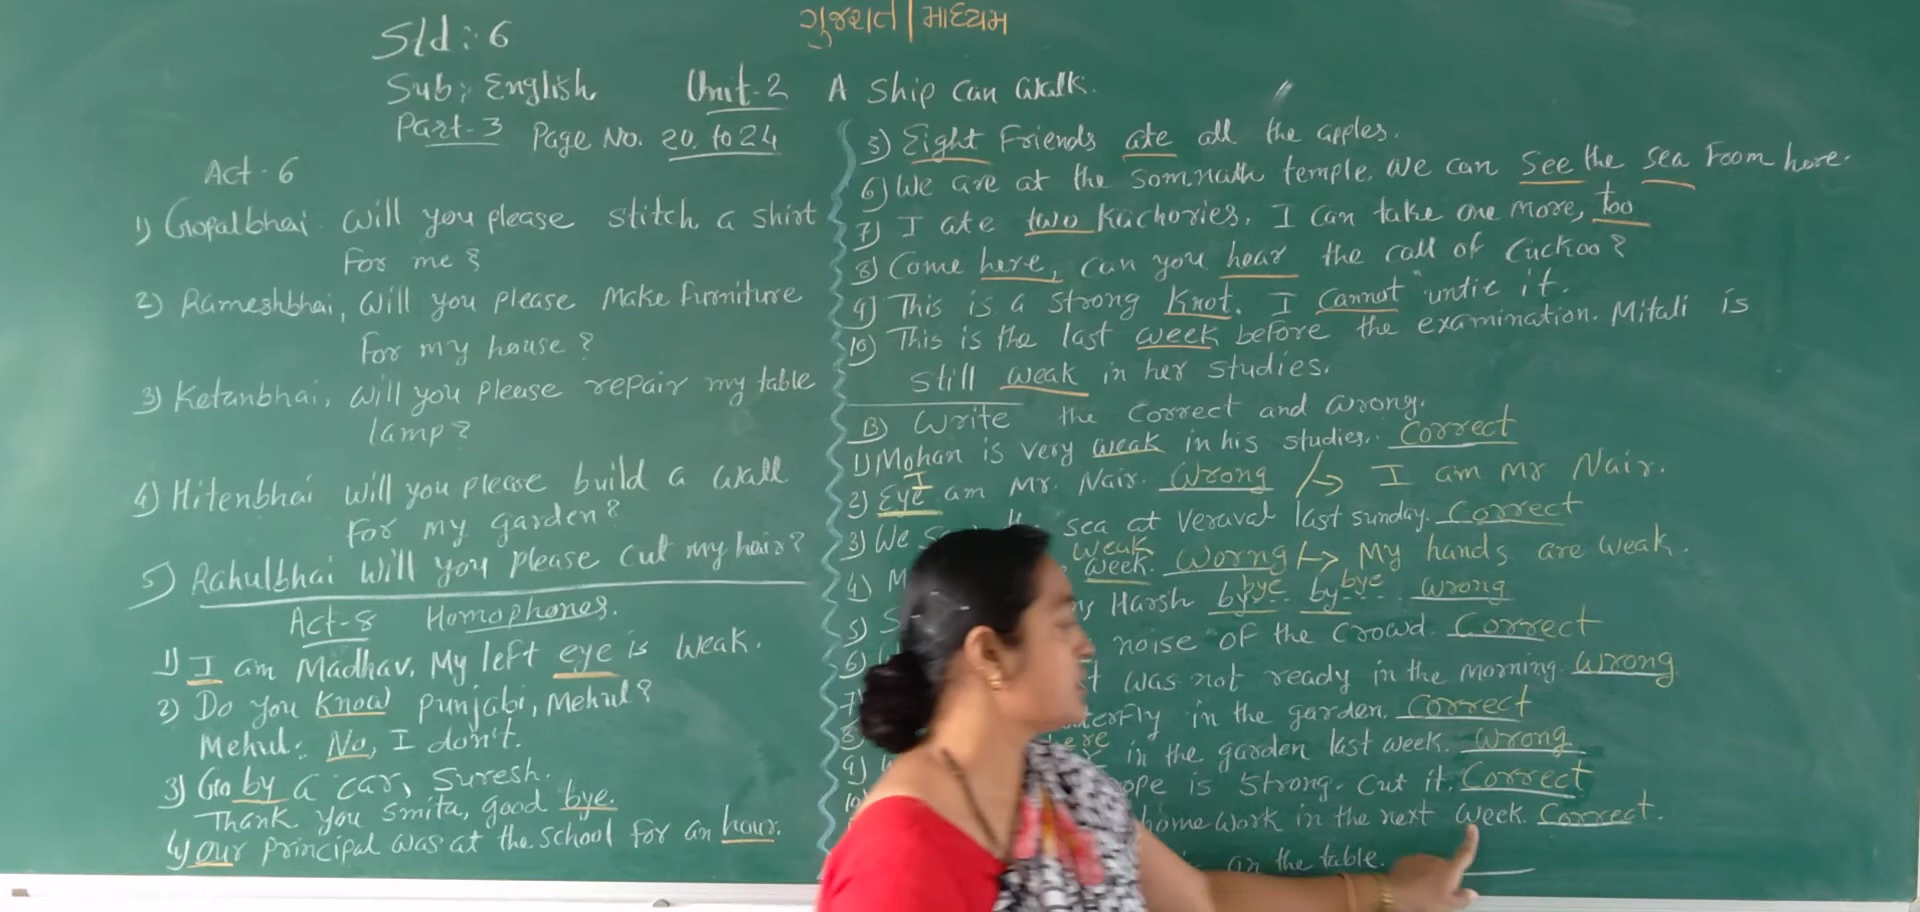 Sld: 6
ગુજરાતી માધ્યમ
Sub: English Unit-2 A Ship can walk.
Part-3 Page No. 20 to 24
Act-6
1) Gopalbhai will you please stitch a shirt
For me?
2) Rameshbhai, will you please make furniture
For my house?
3) Ketanbhai, will you please repair my table
lamp?
4) Hitenbhai will you please build a wall
For my garden?
5) Rahulbhai will you please cut my hair?
Act-8 Homophones.
1) I am Madhav. My left eye is weak.
2) Do you know Punjabi, Mehul?
Mehul: No, I don't.
3) Go by a car, Suresh.
Thank you Smita, good bye.
4) Our principal was at the school for an hour.
5) Eight Friends ate all the apples.
6) We are at the Somnath temple. We can see the sea From here.
7) I ate two Kachories. I can take one more, too
8) Come here, can you hear the call of Cuckoo?
9) This is a strong Knot. I cannot untie it.
10) This is the last week before the examination. Mitali is
still weak in her studies.
B) Write the correct and wrong.
1) Mohan is very weak in his studies. Correct
I
2) Eye am Mr. Nair. Wrong → I am Mr Nair.
3) We sea at Veraval last Sunday. Correct
weak
4) M week. Worng → My hands are weak.
bye bye
5) S Harsh by by wrong
6) noise of the crowd. Correct
7) was not ready in the morning. wrong
8) in the garden. Correct
9) here in the garden last week. Wrong
10) is strong. Cut it. Correct
home work in the next week. Correct.
the table.